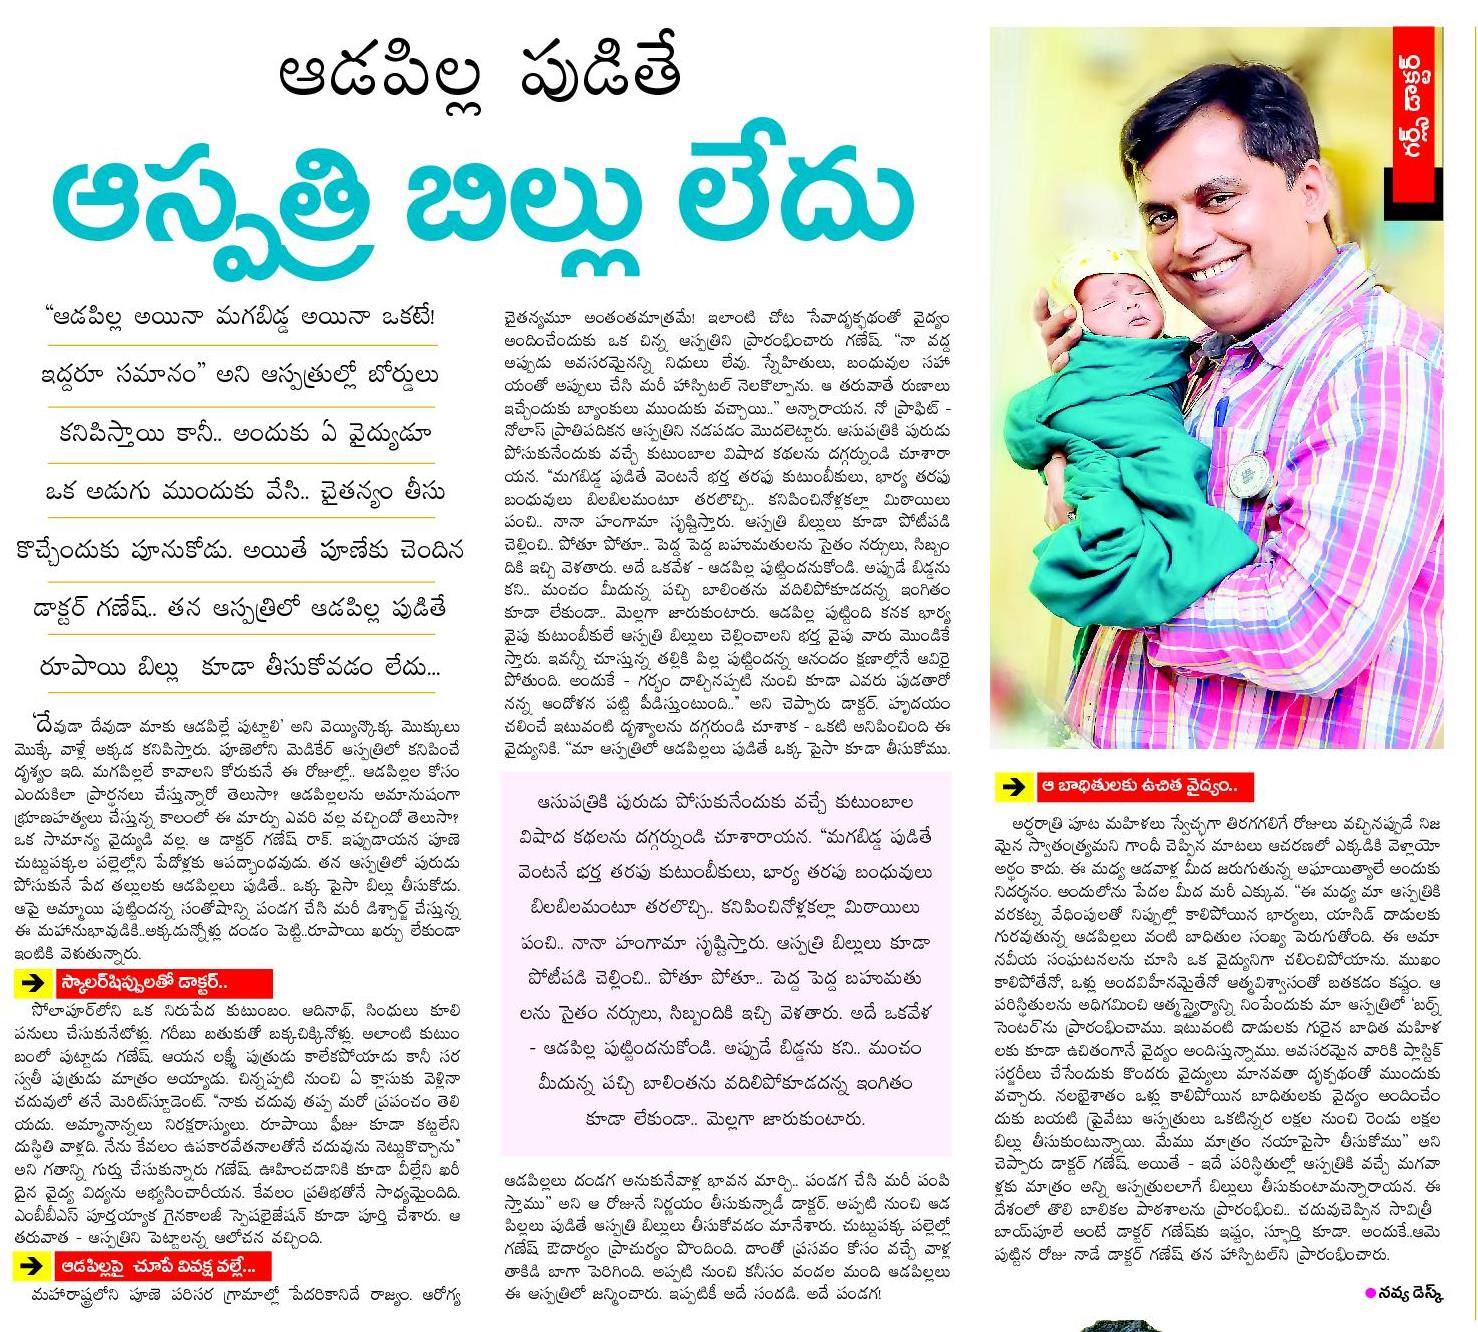 ఆడపిల్ల పుడితే
ఆస్పత్రి బిల్లు లేదు
గర్ల్స్ డాక్టర్
“ఆడపిల్ల అయినా మగబిడ్డ అయినా ఒకటే!
ఇద్దరూ సమానం” అని ఆస్పత్రుల్లో బోర్డులు
కనిపిస్తాయి కానీ.. అందుకు ఏ వైద్యుడూ
ఒక అడుగు ముందుకు వేసి.. చైతన్యం తీసు
కొచ్చేందుకు పూనుకోడు. అయితే పూణేకు చెందిన
డాక్టర్ గణేష్.. తన ఆస్పత్రిలో ఆడపిల్ల పుడితే
రూపాయి బిల్లు కూడా తీసుకోవడం లేదు...
‘దేవుడా దేవుడా మాకు ఆడపిల్లే పుట్టాలి’ అని వెయ్యిన్నొక్క మొక్కులు
మొక్కే వాళ్లే అక్కడ కనిపిస్తారు. పూణెలోని మెడికేర్ ఆస్పత్రిలో కనిపించే
దృశ్యం ఇది. మగపిల్లలే కావాలని కోరుకునే ఈ రోజుల్లో.. ఆడపిల్లల కోసం
ఎందుకిలా ప్రార్థనలు చేస్తున్నారో తెలుసా? ఆడపిల్లలను అమానుషంగా
భ్రూణహత్యలు చేస్తున్న కాలంలో ఈ మార్పు ఎవరి వల్ల వచ్చిందో తెలుసా?
ఒక సామాన్య వైద్యుడి వల్ల. ఆ డాక్టర్ గణేష్ రాక్. ఇప్పుడాయన పూణె
చుట్టుపక్కల పల్లెల్లోని పేదోళ్లకు ఆపద్బాంధవుడు. తన ఆస్పత్రిలో పురుడు
పోసుకునే పేద తల్లులకు ఆడపిల్లలు పుడితే.. ఒక్క పైసా బిల్లు తీసుకోడు.
ఆపై అమ్మాయి పుట్టిందన్న సంతోషాన్ని పండగ చేసి మరీ డిశ్చార్జ్ చేస్తున్న
ఈ మహానుభావుడికి..అక్కడున్నోళ్లు దండం పెట్టి..రూపాయి ఖర్చు లేకుండా
ఇంటికి వెళుతున్నారు.
స్కాలర్‌షిప్పులతో డాక్టర్..
సోలాపూర్‌లోని ఒక నిరుపేద కుటుంబం. ఆదినాథ్, సింధులు కూలి
పనులు చేసుకునేటోళ్లు. గరీబు బతుకుతో బక్కచిక్కినోళ్లు. అలాంటి కుటుం
బంలో పుట్టాడు గణేష్. ఆయన లక్ష్మీ పుత్రుడు కాలేకపోయాడు కానీ సర
స్వతీ పుత్రుడు మాత్రం అయ్యాడు. చిన్నప్పటి నుంచి ఏ క్లాసుకు వెళ్లినా
చదువులో తనే మెరిట్‌స్టూడెంట్. “నాకు చదువు తప్ప మరో ప్రపంచం తెలి
యదు. అమ్మానాన్నలు నిరక్షరాస్యులు. రూపాయి ఫీజు కూడా కట్టలేని
దుస్థితి వాళ్లది. నేను కేవలం ఉపకారవేతనాలతోనే చదువును నెట్టుకొచ్చాను”
అని గతాన్ని గుర్తు చేసుకున్నారు గణేష్. ఊహించడానికి కూడా వీల్లేని ఖరీ
దైన వైద్య విద్యను అభ్యసించారీయన. కేవలం ప్రతిభతోనే సాధ్యమైందిది.
ఎంబీబీఎస్ పూర్తయ్యాక గైనకాలజీ స్పెషలైజేషన్ కూడా పూర్తి చేశారు. ఆ
తరువాత - ఆస్పత్రిని పెట్టాలన్న ఆలోచన వచ్చింది.
ఆడపిల్లపై చూపే వివక్ష వల్లే...
మహారాష్ట్రలోని పూణె పరిసర గ్రామాల్లో పేదరికానిదే రాజ్యం. ఆరోగ్య
చైతన్యమూ అంతంతమాత్రమే! ఇలాంటి చోట సేవాదృక్పథంతో వైద్యం
అందించేందుకు ఒక చిన్న ఆస్పత్రిని ప్రారంభించారు గణేష్. “నా వద్ద
అప్పుడు అవసరమైనన్ని నిధులు లేవు. స్నేహితులు, బంధువుల సహా
యంతో అప్పులు చేసి మరీ హాస్పిటల్ నెలకొల్పాను. ఆ తరువాతే రుణాలు
ఇచ్చేందుకు బ్యాంకులు ముందుకు వచ్చాయి..” అన్నారాయన. నో ప్రాఫిట్ -
నోలాస్ ప్రాతిపదికన ఆస్పత్రిని నడపడం మొదలెట్టారు. ఆసుపత్రికి పురుడు
పోసుకునేందుకు వచ్చే కుటుంబాల విషాద కథలను దగ్గర్నుండి చూశారా
యన. “మగబిడ్డ పుడితే వెంటనే భర్త తరఫు కుటుంబీకులు, భార్య తరఫు
బంధువులు బిలబిలమంటూ తరలొచ్చి.. కనిపించినోళ్లకల్లా మిఠాయిలు
పంచి.. నానా హంగామా సృష్టిస్తారు. ఆస్పత్రి బిల్లులు కూడా పోటీపడి
చెల్లించి.. పోతూ పోతూ.. పెద్ద పెద్ద బహుమతులను సైతం నర్సులు, సిబ్బం
దికి ఇచ్చి వెళతారు. అదే ఒకవేళ - ఆడపిల్ల పుట్టిందనుకోండి. అప్పుడే బిడ్డను
కని.. మంచం మీదున్న పచ్చి బాలింతను వదిలిపోకూడదన్న ఇంగితం
కూడా లేకుండా.. మెల్లగా జారుకుంటారు. ఆడపిల్ల పుట్టింది కనక భార్య
వైపు కుటుంబీకులే ఆస్పత్రి బిల్లులు చెల్లించాలని భర్త వైపు వారు మొండికే
స్తారు. ఇవన్నీ చూస్తున్న తల్లికి పిల్ల పుట్టిందన్న ఆనందం క్షణాల్లోనే ఆవిరై
పోతుంది. అందుకే - గర్భం దాల్చినప్పటి నుంచి కూడా ఎవరు పుడతారో
నన్న ఆందోళన పట్టి పీడిస్తుంటుంది..” అని చెప్పారు డాక్టర్. హృదయం
చలించే ఇటువంటి దృశ్యాలను దగ్గరుండి చూశాక - ఒకటి అనిపించింది ఈ
వైద్యునికి. “మా ఆస్పత్రిలో ఆడపిల్లలు పుడితే ఒక్క పైసా కూడా తీసుకోము.
ఆసుపత్రికి పురుడు పోసుకునేందుకు వచ్చే కుటుంబాల
విషాద కథలను దగ్గర్నుండి చూశారాయన. “మగబిడ్డ పుడితే
వెంటనే భర్త తరఫు కుటుంబీకులు, భార్య తరఫు బంధువులు
బిలబిలమంటూ తరలొచ్చి.. కనిపించినోళ్లకల్లా మిఠాయిలు
పంచి.. నానా హంగామా సృష్టిస్తారు. ఆస్పత్రి బిల్లులు కూడా
పోటీపడి చెల్లించి.. పోతూ పోతూ.. పెద్ద పెద్ద బహుమతు
లను సైతం నర్సులు, సిబ్బందికి ఇచ్చి వెళతారు. అదే ఒకవేళ
- ఆడపిల్ల పుట్టిందనుకోండి. అప్పుడే బిడ్డను కని.. మంచం
మీదున్న పచ్చి బాలింతను వదిలిపోకూడదన్న ఇంగితం
కూడా లేకుండా.. మెల్లగా జారుకుంటారు.
ఆడపిల్లలు దండగ అనుకునేవాళ్ల భావన మార్చి.. పండగ చేసి మరీ పంపి
స్తాము” అని ఆ రోజునే నిర్ణయం తీసుకున్నాడీ డాక్టర్. అప్పటి నుంచి ఆడ
పిల్లలు పుడితే ఆస్పత్రి బిల్లులు తీసుకోవడం మానేశారు. చుట్టుపక్క పల్లెల్లో
గణేష్ ఔదార్యం ప్రాచుర్యం పొందింది. దాంతో ప్రసవం కోసం వచ్చే వాళ్ల
తాకిడి బాగా పెరిగింది. అప్పటి నుంచి కనీసం వందల మంది ఆడపిల్లలు
ఈ ఆస్పత్రిలో జన్మించారు. ఇప్పటికీ అదే సందడి. అదే పండగ!
ఆ బాధితులకు ఉచిత వైద్యం..
అర్ధరాత్రి పూట మహిళలు స్వేచ్ఛగా తిరగగలిగే రోజులు వచ్చినప్పుడే నిజ
మైన స్వాతంత్ర్యమని గాంధీ చెప్పిన మాటలు ఆచరణలో ఎక్కడికి వెళ్లాయో
అర్థం కాదు. ఈ మధ్య ఆడవాళ్ల మీద జరుగుతున్న అఘాయిత్యాలే అందుకు
నిదర్శనం. అందులోను పేదల మీద మరీ ఎక్కువ. “ఈ మధ్య మా ఆస్పత్రికి
వరకట్న వేధింపులతో నిప్పుల్లో కాలిపోయిన భార్యలు, యాసిడ్ దాడులకు
గురవుతున్న ఆడపిల్లలు వంటి బాధితుల సంఖ్య పెరుగుతోంది. ఈ అమా
నవీయ సంఘటనలను చూసి ఒక వైద్యునిగా చలించిపోయాను. ముఖం
కాలిపోతేనో, ఒళ్లు అందవిహీనమైతేనో ఆత్మవిశ్వాసంతో బతకడం కష్టం. ఆ
పరిస్థితులను అధిగమించి ఆత్మస్థైర్యాన్ని నింపేందుకు మా ఆస్పత్రిలో ‘బర్న్
సెంటర్’ను ప్రారంభించాము. ఇటువంటి దాడులకు గురైన బాధిత మహిళ
లకు కూడా ఉచితంగానే వైద్యం అందిస్తున్నాము. అవసరమైన వారికి ప్లాస్టిక్
సర్జరీలు చేసేందుకు కొందరు వైద్యులు మానవతా దృక్పథంతో ముందుకు
వచ్చారు. నలభైశాతం ఒళ్లు కాలిపోయిన బాధితులకు వైద్యం అందించేం
దుకు బయటి ప్రైవేటు ఆస్పత్రులు ఒకటిన్నర లక్షల నుంచి రెండు లక్షల
బిల్లు తీసుకుంటున్నాయి. మేము మాత్రం నయాపైసా తీసుకోము” అని
చెప్పారు డాక్టర్ గణేష్. అయితే - ఇదే పరిస్థితుల్లో ఆస్పత్రికి వచ్చే మగవా
ళ్లకు మాత్రం అన్ని ఆస్పత్రులలాగే బిల్లులు తీసుకుంటామన్నారాయన. ఈ
దేశంలో తొలి బాలికల పాఠశాలను ప్రారంభించి.. చదువుచెప్పిన సావిత్రీ
బాయ్‌పూలే అంటే డాక్టర్ గణేష్‌కు ఇష్టం, స్ఫూర్తి కూడా. అందుకే..ఆమె
పుట్టిన రోజు నాడే డాక్టర్ గణేష్ తన హాస్పిటల్‌ని ప్రారంభించారు.
● నవ్య డెస్క్